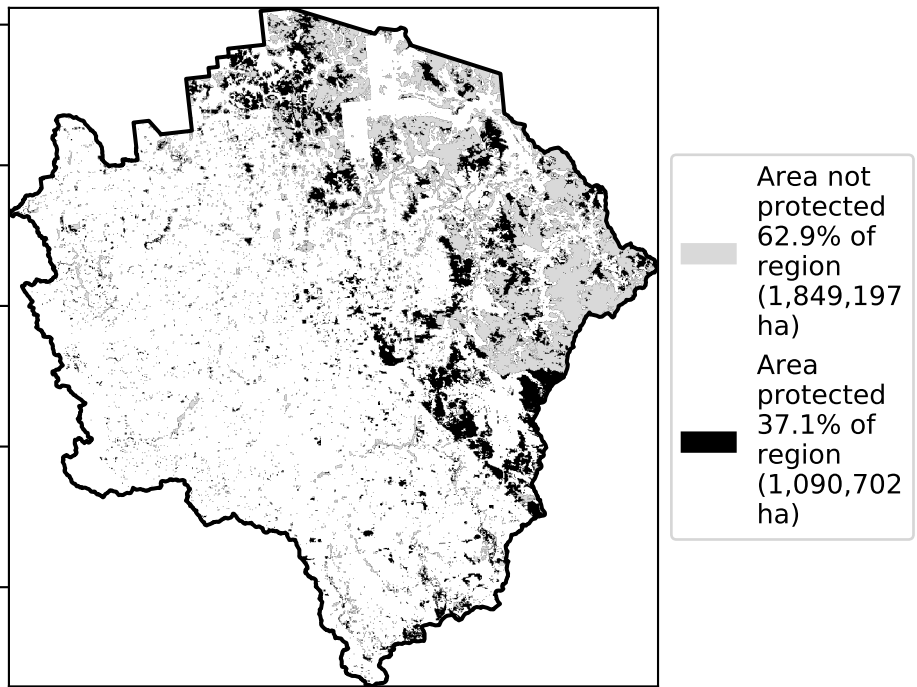 Area not
protected
62.9% of
region
(1,849,197
ha)
Area
protected
37.1% of
region
(1,090,702
ha)